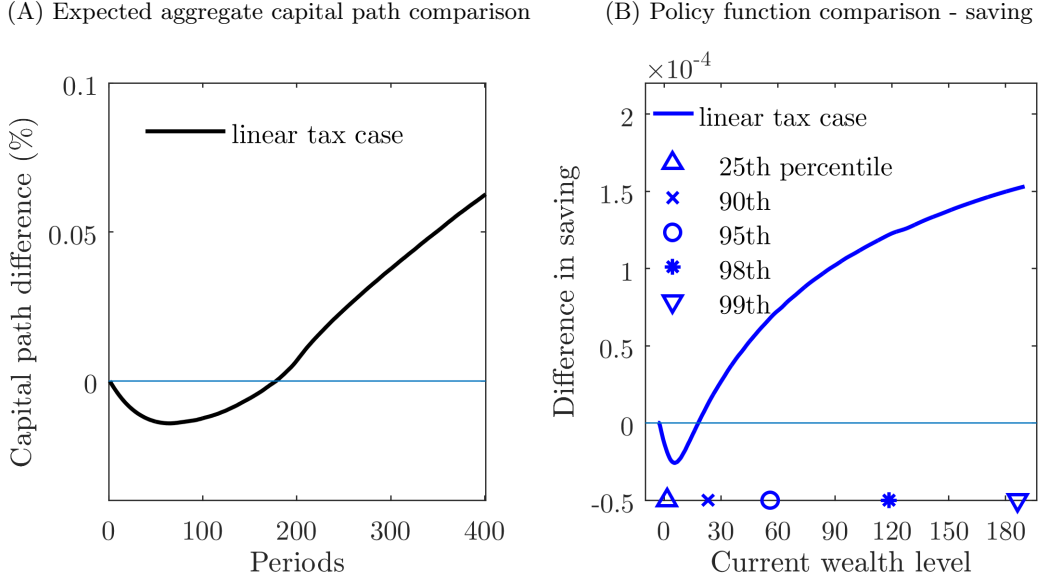 (A) Expected aggregate capital path comparison
0.1
0.05
0
Capital path difference (%)
linear tax case
0 100 200 300 400
Periods
(B) Policy function comparison - saving
×10⁻⁴
2
1.5
1
0.5
0
-0.5
Difference in saving
linear tax case
25th percentile
90th
95th
98th
99th
0 30 60 90 120 150 180
Current wealth level